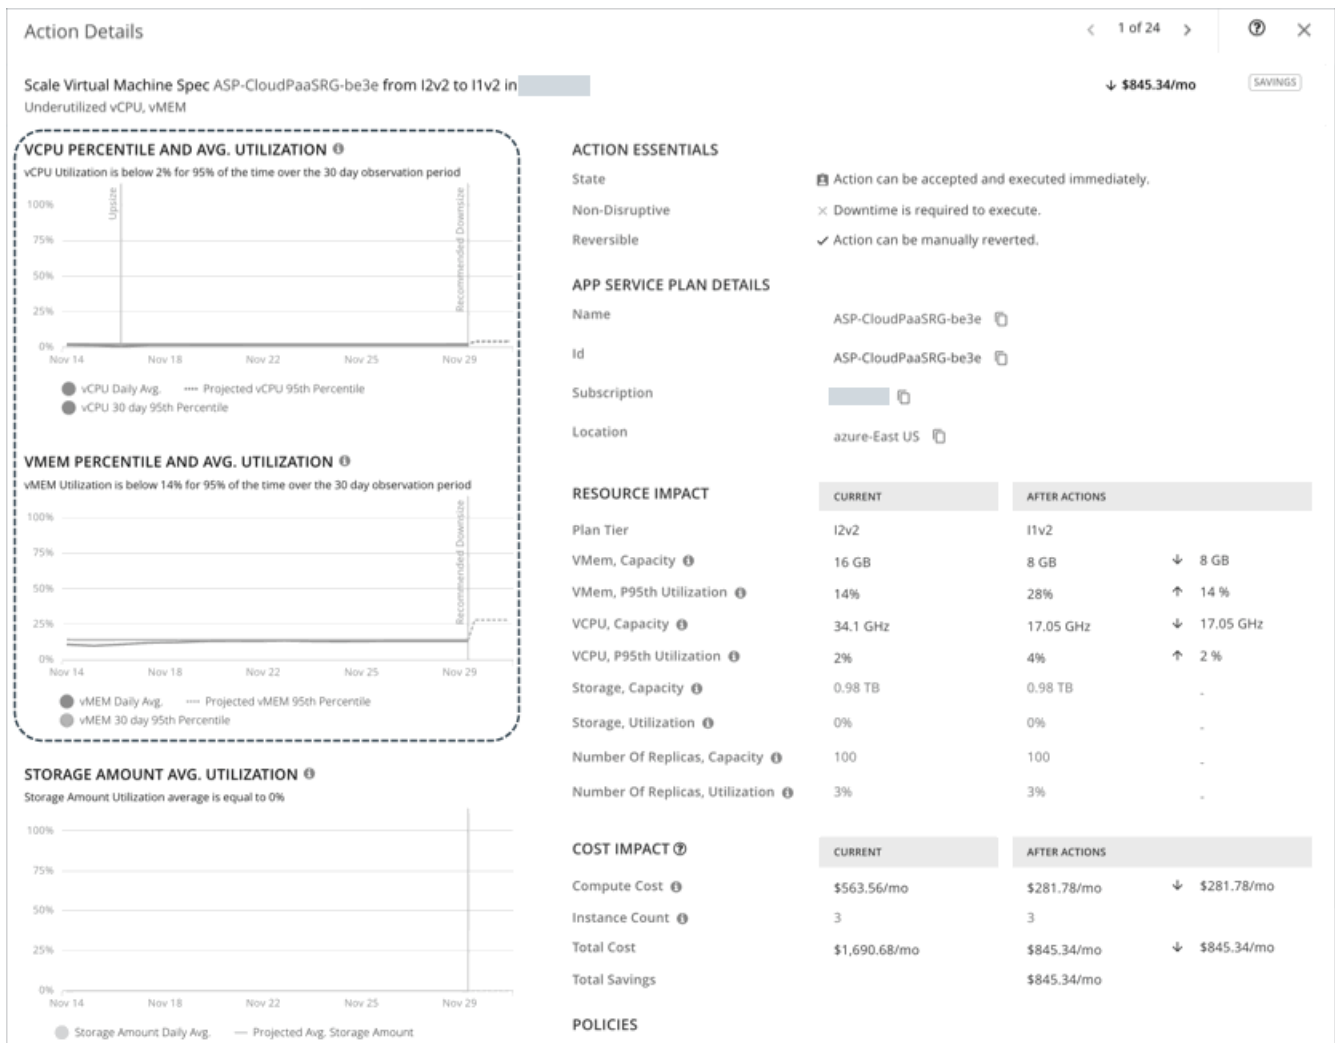 Action Details
1 of 24
Scale Virtual Machine Spec ASP-CloudPaaSRG-be3e from I2v2 to I1v2 in
↓ $845.34/mo
SAVINGS
Underutilized vCPU, vMEM
VCPU PERCENTILE AND AVG. UTILIZATION
vCPU Utilization is below 2% for 95% of the time over the 30 day observation period
100%
75%
50%
25%
0%
Upsize
Recommended Downsize
Nov 14 Nov 18 Nov 22 Nov 25 Nov 29
vCPU Daily Avg. Projected vCPU 95th Percentile
vCPU 30 day 95th Percentile
VMEM PERCENTILE AND AVG. UTILIZATION
vMEM Utilization is below 14% for 95% of the time over the 30 day observation period
100%
75%
50%
25%
0%
Recommended Downsize
Nov 14 Nov 18 Nov 22 Nov 25 Nov 29
vMEM Daily Avg. Projected vMEM 95th Percentile
vMEM 30 day 95th Percentile
STORAGE AMOUNT AVG. UTILIZATION
Storage Amount Utilization average is equal to 0%
100%
75%
50%
25%
0%
Nov 14 Nov 18 Nov 22 Nov 25 Nov 29
Storage Amount Daily Avg. Projected Avg. Storage Amount
ACTION ESSENTIALS
State Action can be accepted and executed immediately.
Non-Disruptive Downtime is required to execute.
Reversible Action can be manually reverted.
APP SERVICE PLAN DETAILS
Name ASP-CloudPaaSRG-be3e
Id ASP-CloudPaaSRG-be3e
Subscription
Location azure-East US
RESOURCE IMPACT CURRENT AFTER ACTIONS
Plan Tier I2v2 I1v2
VMem, Capacity 16 GB 8 GB ↓ 8 GB
VMem, P95th Utilization 14% 28% ↑ 14 %
VCPU, Capacity 34.1 GHz 17.05 GHz ↓ 17.05 GHz
VCPU, P95th Utilization 2% 4% ↑ 2 %
Storage, Capacity 0.98 TB 0.98 TB -
Storage, Utilization 0% 0% -
Number Of Replicas, Capacity 100 100 -
Number Of Replicas, Utilization 3% 3% -
COST IMPACT CURRENT AFTER ACTIONS
Compute Cost $563.56/mo $281.78/mo ↓ $281.78/mo
Instance Count 3 3
Total Cost $1,690.68/mo $845.34/mo ↓ $845.34/mo
Total Savings $845.34/mo
POLICIES